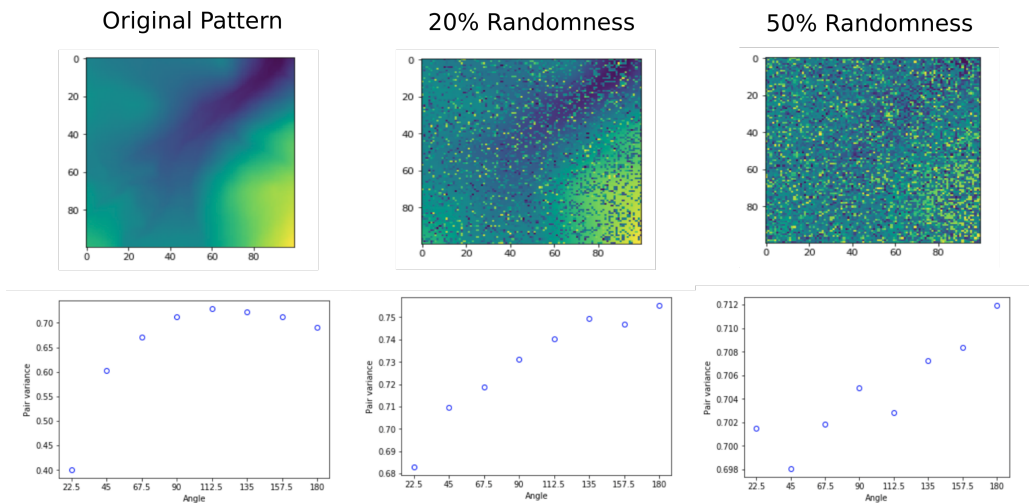 Original Pattern
20% Randomness
50% Randomness
0
20
40
60
80
0 20 40 60 80
0
20
40
60
80
0 20 40 60 80
0
20
40
60
80
0 20 40 60 80
Pair variance
0.70
0.65
0.60
0.55
0.50
0.45
0.40
22.5 45 67.5 90 112.5 135 157.5 180
Angle
Pair variance
0.75
0.74
0.73
0.72
0.71
0.70
0.69
0.68
22.5 45 67.5 90 112.5 135 157.5 180
Angle
Pair variance
0.712
0.710
0.708
0.706
0.704
0.702
0.700
0.698
22.5 45 67.5 90 112.5 135 157.5 180
Angle